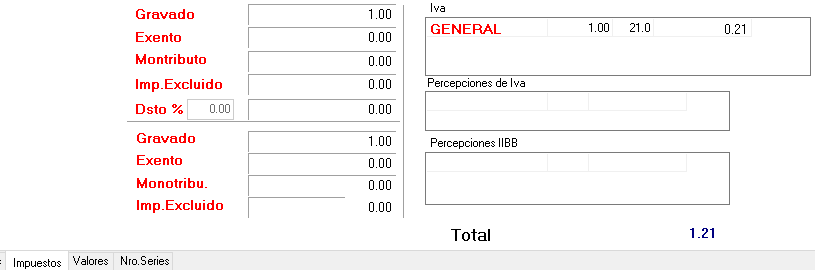 Gravado 1.00
Exento 0.00
Montributo 0.00
Imp.Excluido 0.00
Dsto % 0.00 0.00
Gravado 1.00
Exento 0.00
Monotribu. 0.00
Imp.Excluido 0.00
Iva
GENERAL 1.00 21.0 0.21
Percepciones de Iva
Percepciones IIBB
Total 1.21
Impuestos Valores Nro.Series